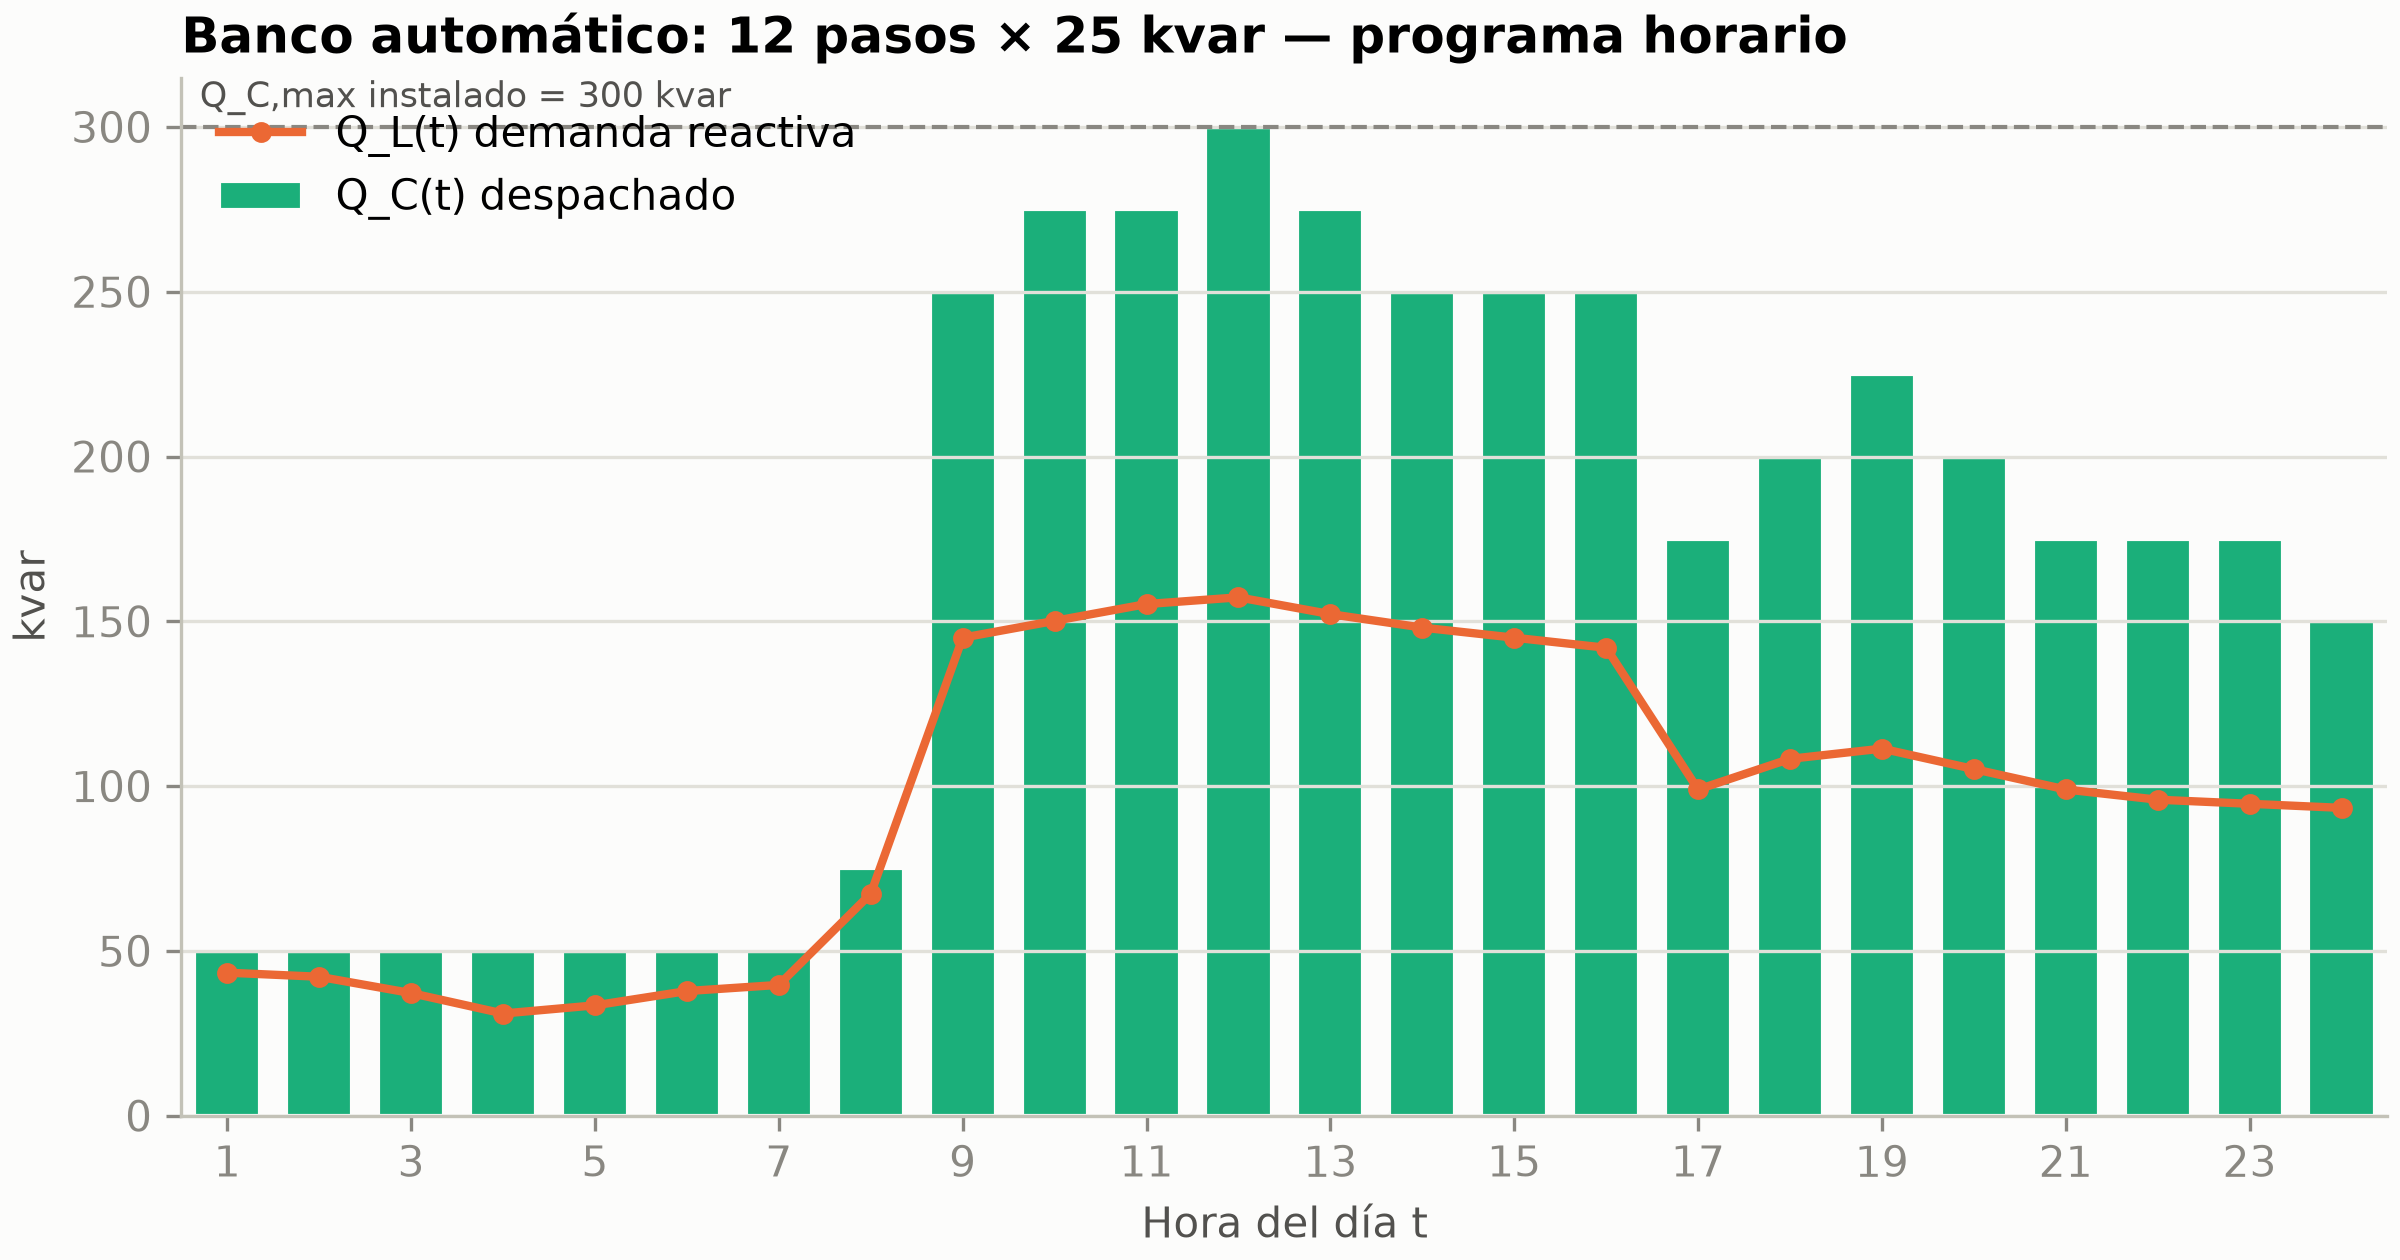 Banco automático: 12 pasos × 25 kvar — programa horario
Q_C,max instalado = 300 kvar
Q_L(t) demanda reactiva
Q_C(t) despachado
300
250
200
150
100
50
0
kvar
1 3 5 7 9 11 13 15 17 19 21 23
Hora del día t